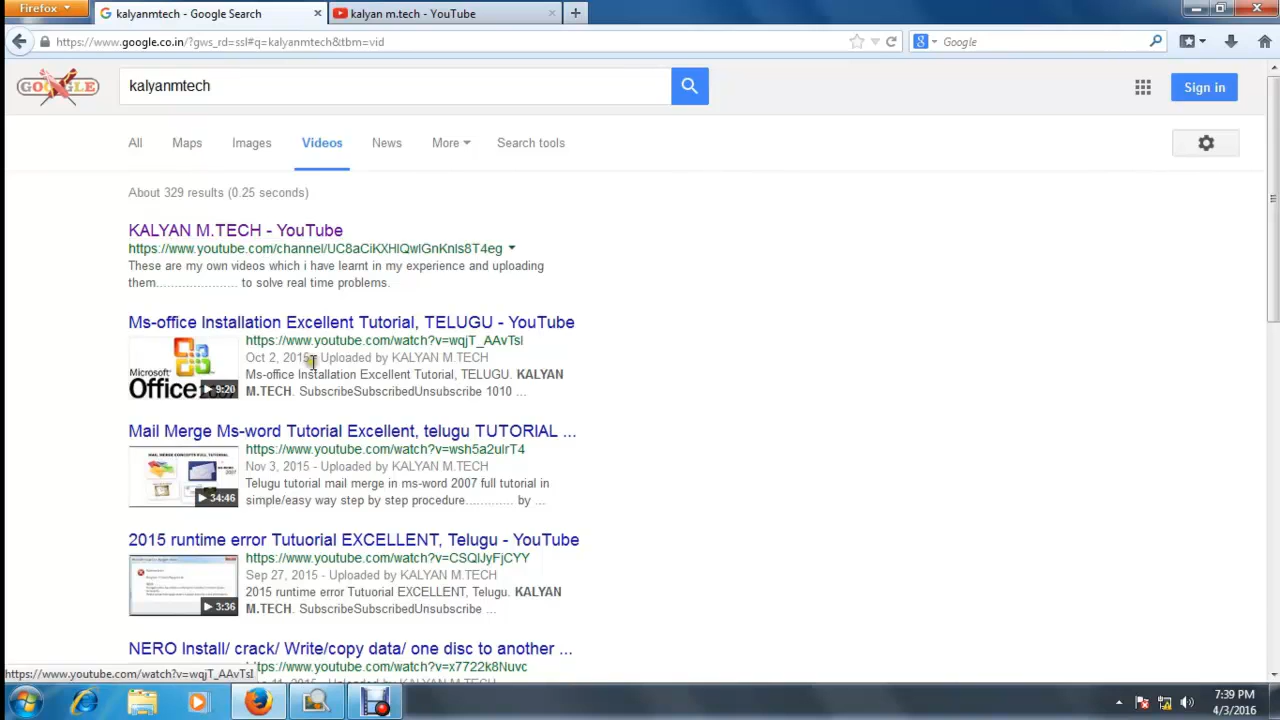 Firefox
kalyanmtech - Google Search
kalyan m.tech - YouTube
https://www.google.co.in/?gws_rd=ssl#q=kalyanmtech&tbm=vid
Google
kalyanmtech
Sign in
All Maps Images Videos News More Search tools
About 329 results (0.25 seconds)
KALYAN M.TECH - YouTube
https://www.youtube.com/channel/UC8aCiKXHlQwlGnKnls8T4eg
These are my own videos which i have learnt in my experience and uploading
them...................... to solve real time problems.
Ms-office Installation Excellent Tutorial, TELUGU - YouTube
https://www.youtube.com/watch?v=wqjT_AAvTsI
Oct 2, 2015 - Uploaded by KALYAN M.TECH
Ms-office Installation Excellent Tutorial, TELUGU. KALYAN
M.TECH. SubscribeSubscribedUnsubscribe 1010 ...
Microsoft
Office
9:20
Mail Merge Ms-word Tutorial Excellent, telugu TUTORIAL ...
https://www.youtube.com/watch?v=wsh5a2ulrT4
Nov 3, 2015 - Uploaded by KALYAN M.TECH
Telugu tutorial mail merge in ms-word 2007 full tutorial in
simple/easy way step by step procedure............. by ...
MAIL MERGE CONCEPTS FULL TUTORIAL
34:46
2015 runtime error Tutuorial EXCELLENT, Telugu - YouTube
https://www.youtube.com/watch?v=CSQlJyFjCYY
Sep 27, 2015 - Uploaded by KALYAN M.TECH
2015 runtime error Tutuorial EXCELLENT, Telugu. KALYAN
M.TECH. SubscribeSubscribedUnsubscribe ...
3:36
NERO Install/ crack/ Write/copy data/ one disc to another ...
https://www.youtube.com/watch?v=wqjT_AAvTsI
7:39 PM
4/3/2016